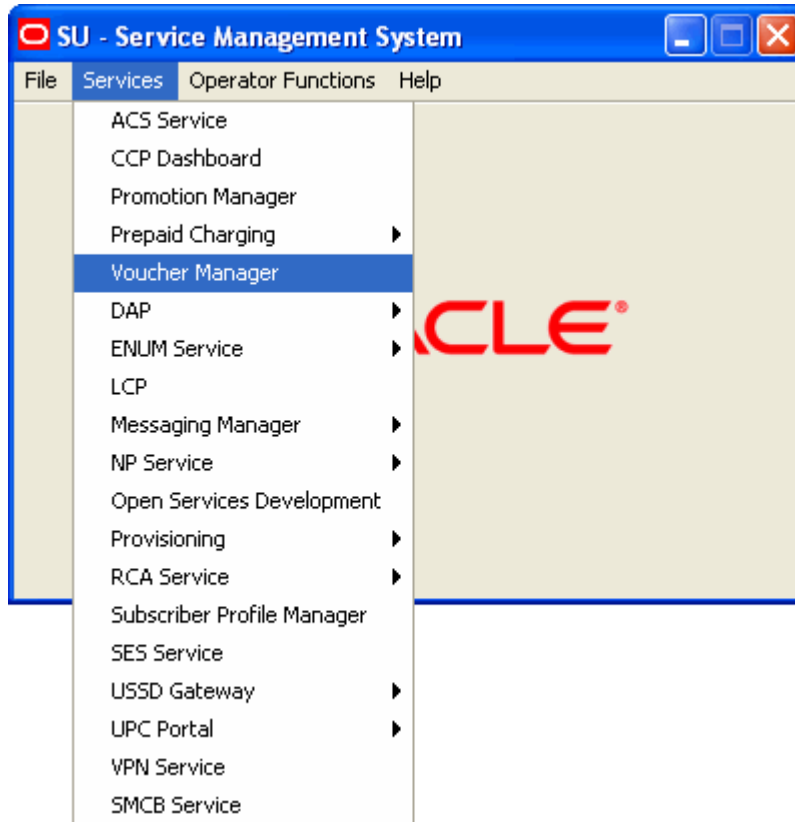 SU - Service Management System
File Services Operator Functions Help
ACS Service
CCP Dashboard
Promotion Manager
Prepaid Charging
Voucher Manager
DAP
ENUM Service
LCP
Messaging Manager
NP Service
Open Services Development
Provisioning
RCA Service
Subscriber Profile Manager
SES Service
USSD Gateway
UPC Portal
VPN Service
SMCB Service
ACLE®